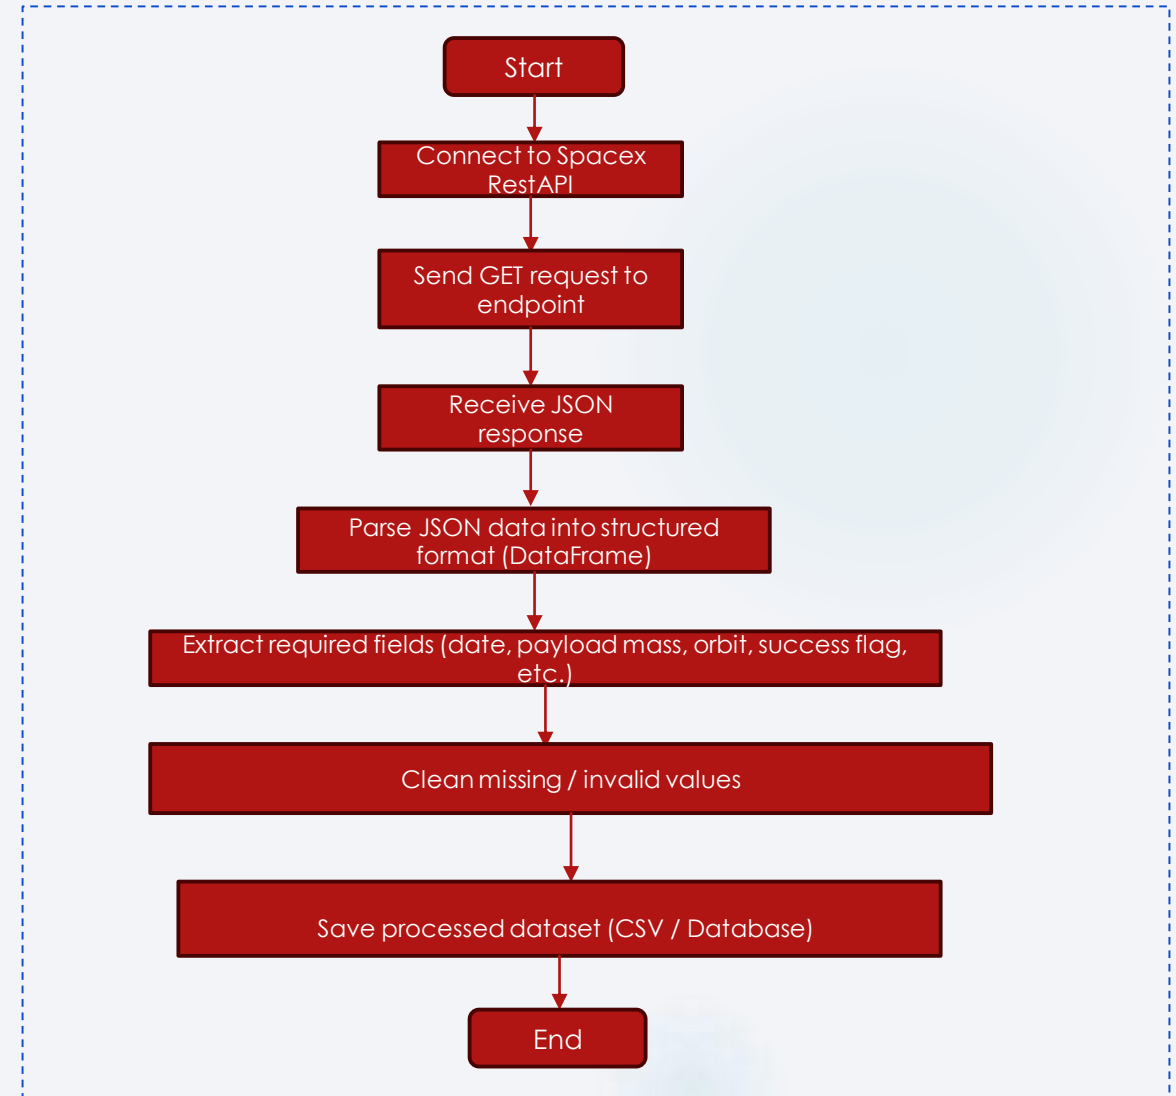 Start
Connect to Spacex
RestAPI
Send GET request to
endpoint
Receive JSON
response
Parse JSON data into structured
format (DataFrame)
Extract required fields (date, payload mass, orbit, success flag,
etc.)
Clean missing / invalid values
Save processed dataset (CSV / Database)
End